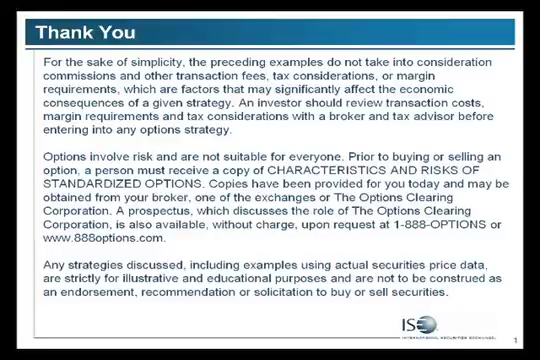 Thank You
For the sake of simplicity, the preceding examples do not take into consideration
commissions and other transaction fees, tax considerations, or margin
requirements, which are factors that may significantly affect the economic
consequences of a given strategy. An investor should review transaction costs,
margin requirements and tax considerations with a broker and tax advisor before
entering into any options strategy.
Options involve risk and are not suitable for everyone. Prior to buying or selling an
option, a person must receive a copy of CHARACTERISTICS AND RISKS OF
STANDARDIZED OPTIONS. Copies have been provided for you today and may be
obtained from your broker, one of the exchanges or The Options Clearing
Corporation. A prospectus, which discusses the role of The Options Clearing
Corporation, is also available, without charge, upon request at 1-888-OPTIONS or
www.888options.com.
Any strategies discussed, including examples using actual securities price data,
are strictly for illustrative and educational purposes and are not to be construed as
an endorsement, recommendation or solicitation to buy or sell securities.
ISE
INTERNATIONAL SECURITIES EXCHANGE.
1